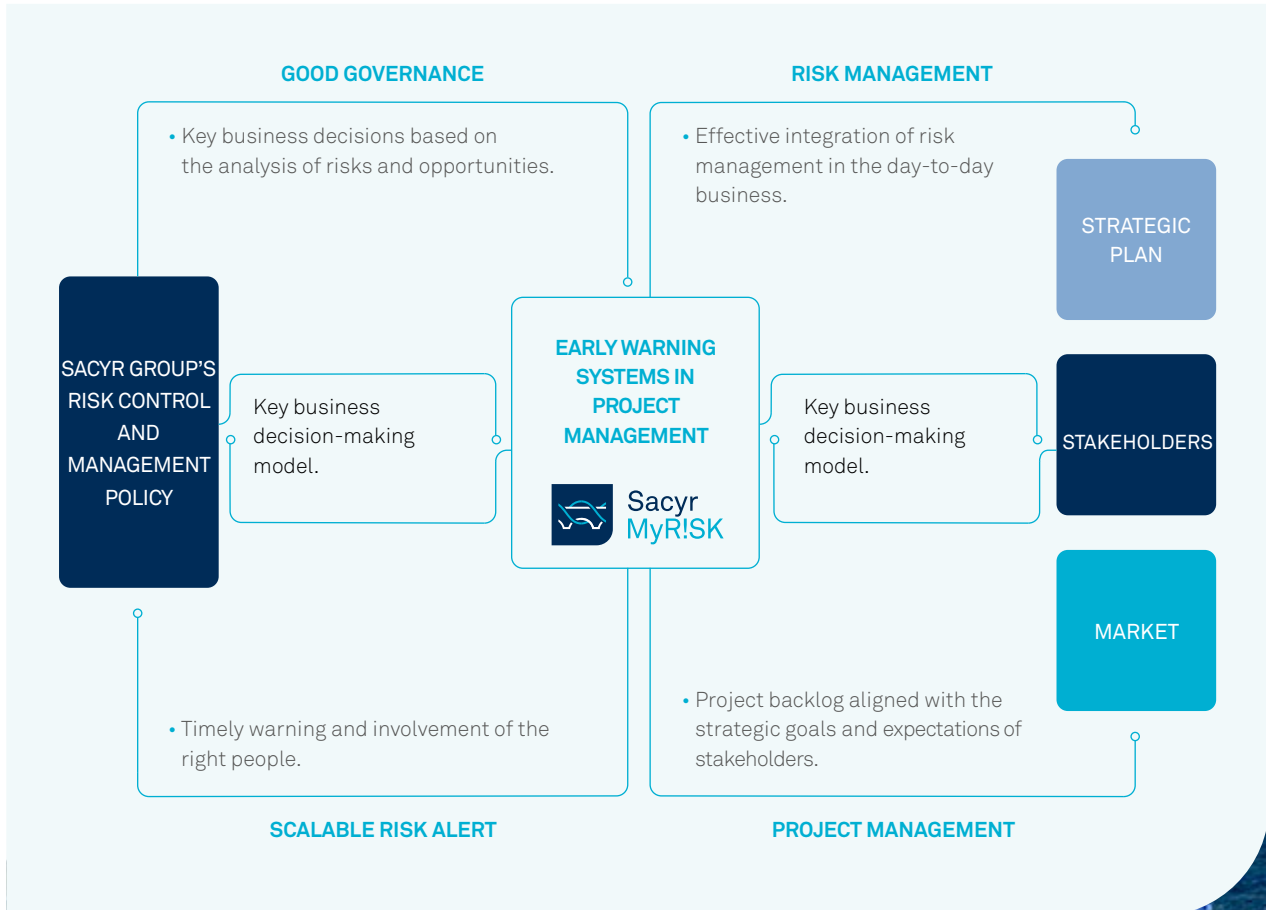 GOOD GOVERNANCE
• Key business decisions based on
the analysis of risks and opportunities.
RISK MANAGEMENT
• Effective integration of risk
management in the day-to-day
business.
SACYR GROUP'S
RISK CONTROL
AND
MANAGEMENT
POLICY
Key business
decision-making
model.
EARLY WARNING
SYSTEMS IN
PROJECT
MANAGEMENT
Sacyr
MyR!SK
Key business
decision-making
model.
STRATEGIC
PLAN
STAKEHOLDERS
MARKET
• Timely warning and involvement of the
right people.
SCALABLE RISK ALERT
• Project backlog aligned with the
strategic goals and expectations of
stakeholders.
PROJECT MANAGEMENT